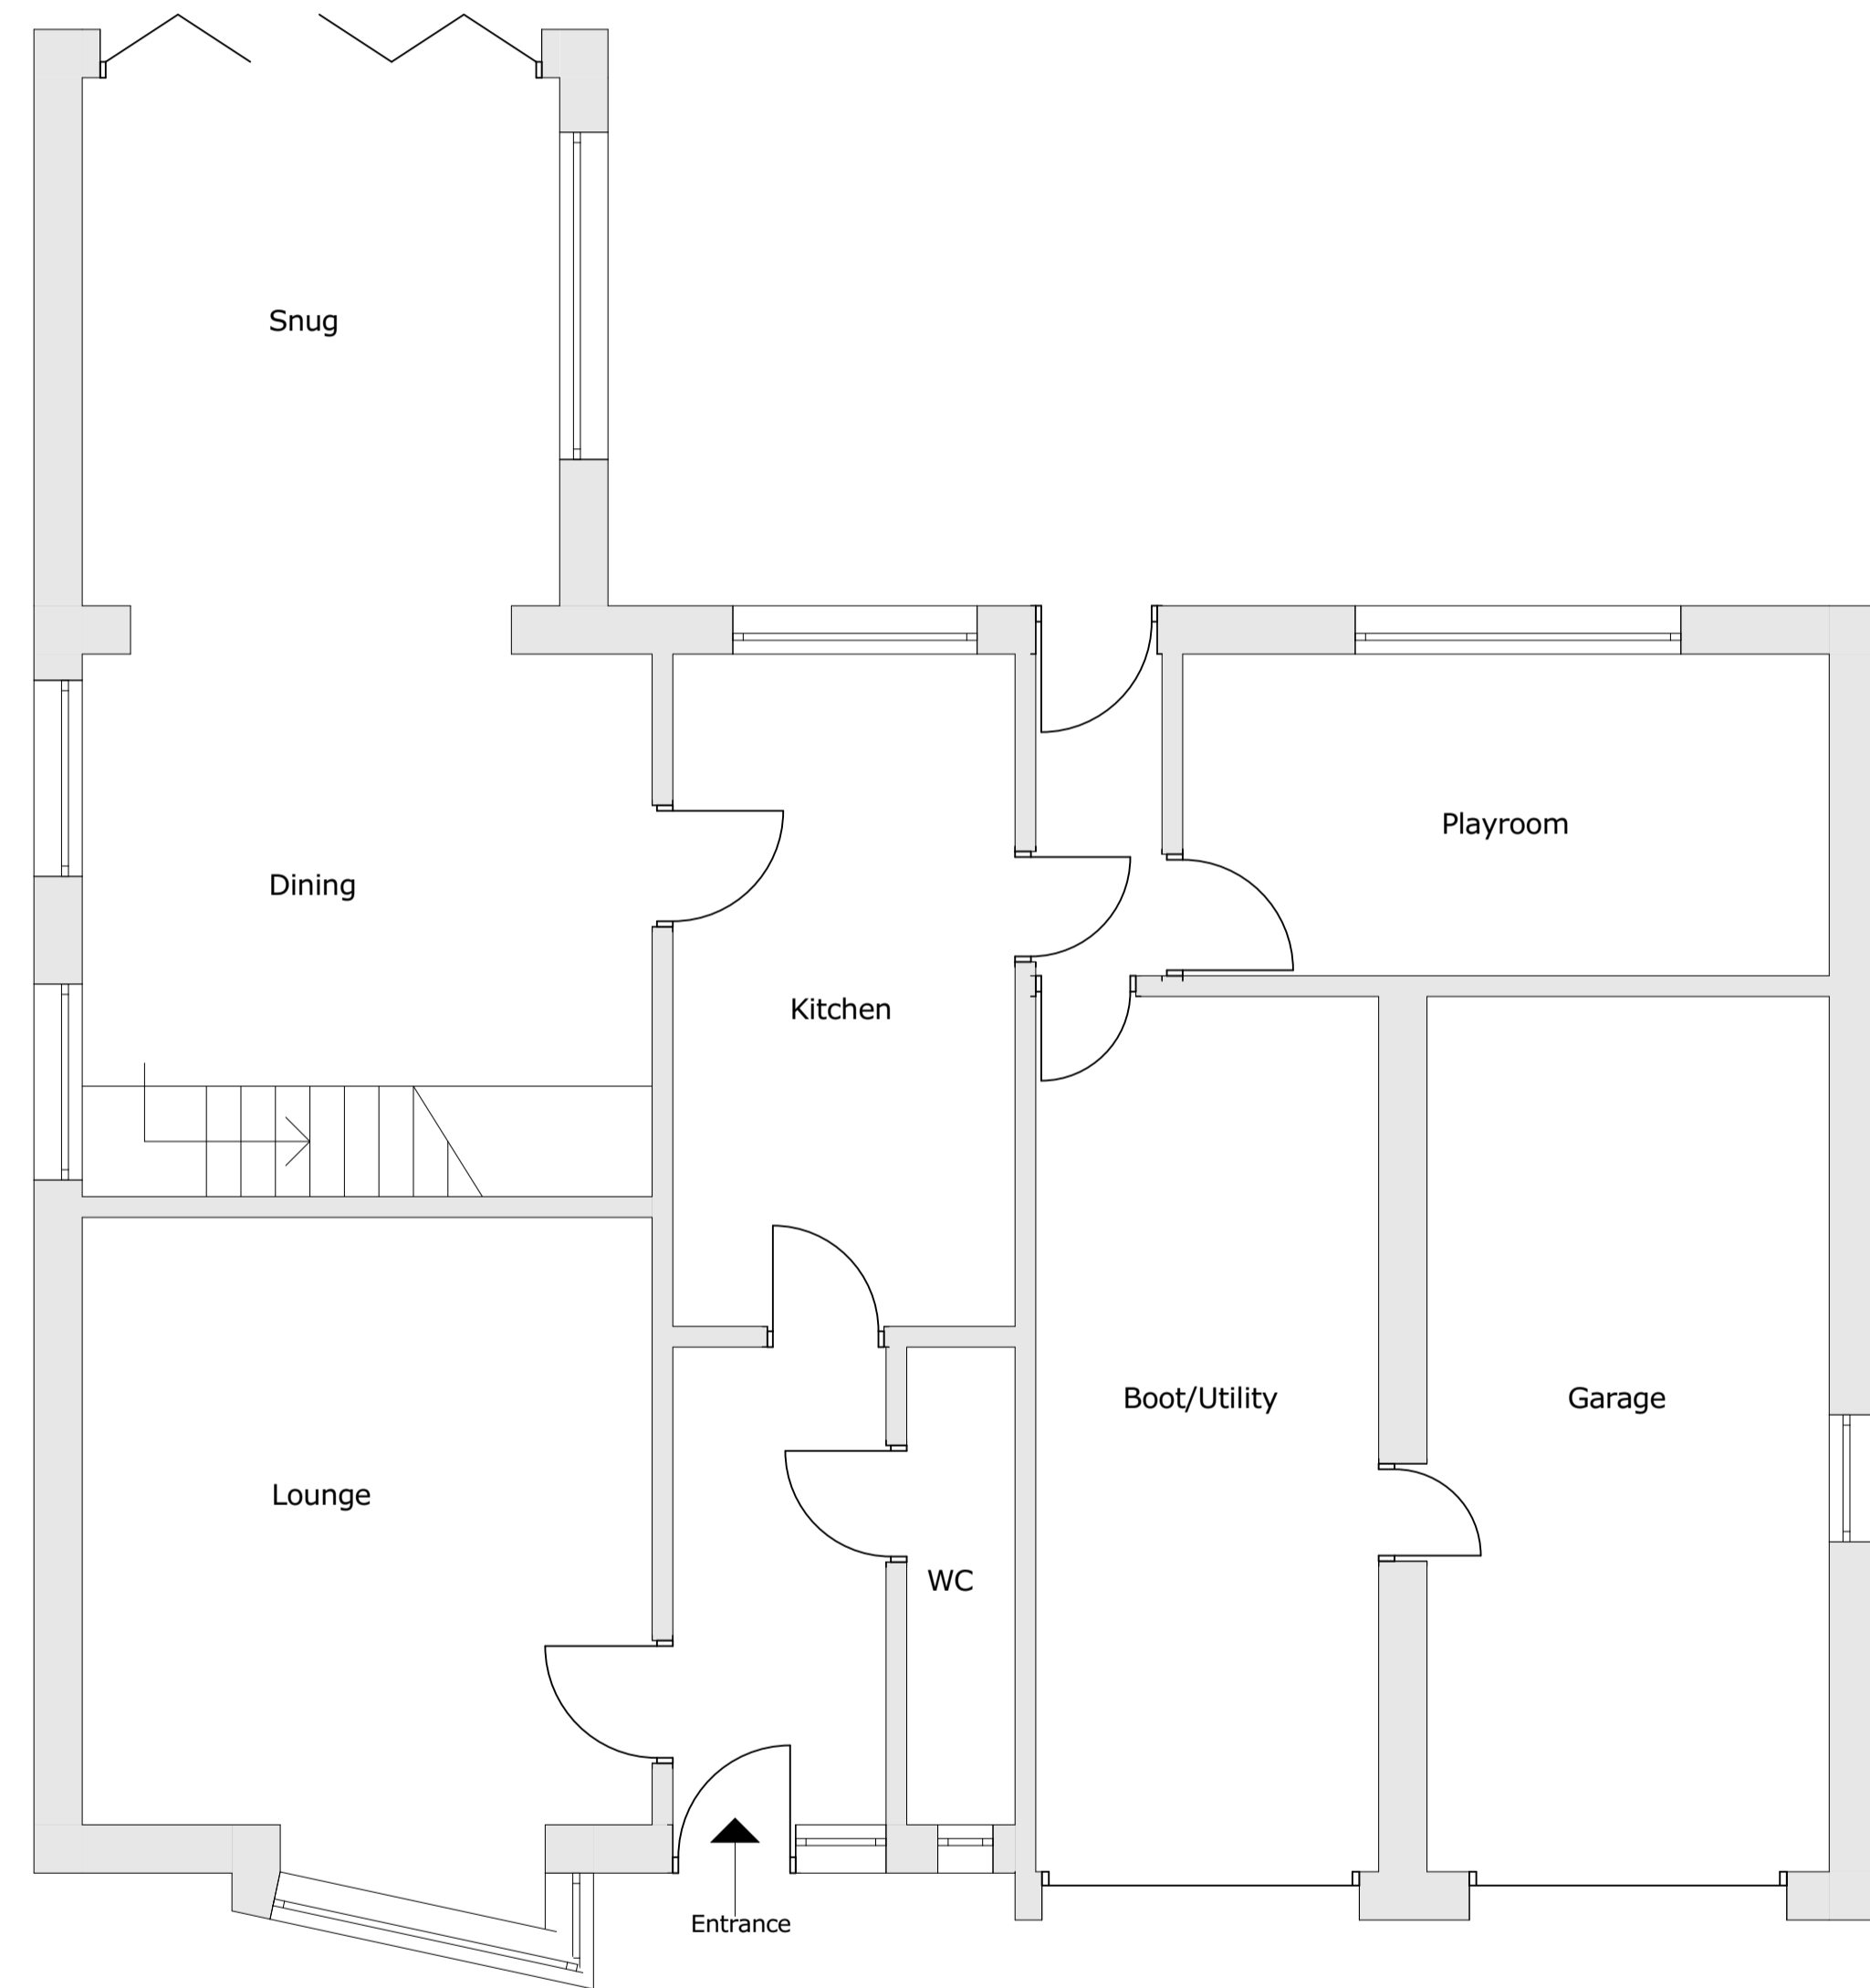 Snug
Playroom
Dining
Kitchen
Boot/Utility
Garage
Lounge
WC
Entrance